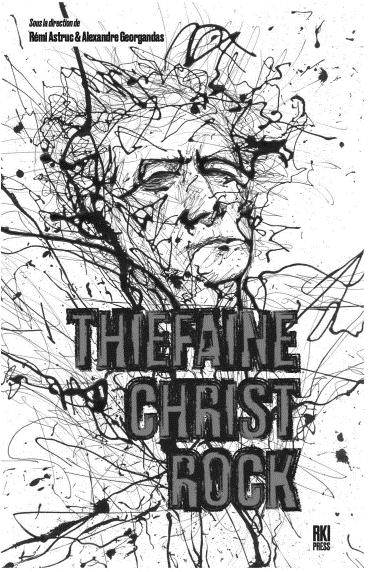 Sous la direction de
Rémi Astruc & Alexandre Georgandas
THIEFAINE
CHRIST
ROCK
RKI
PRESS